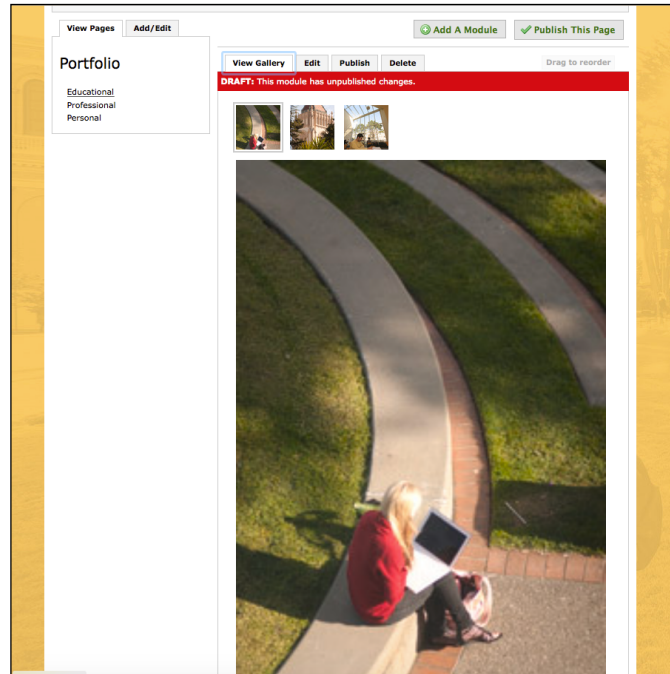 View Pages Add/Edit
Add A Module Publish This Page
Portfolio
Educational
Professional
Personal
View Gallery Edit Publish Delete Drag to reorder
DRAFT: This module has unpublished changes.